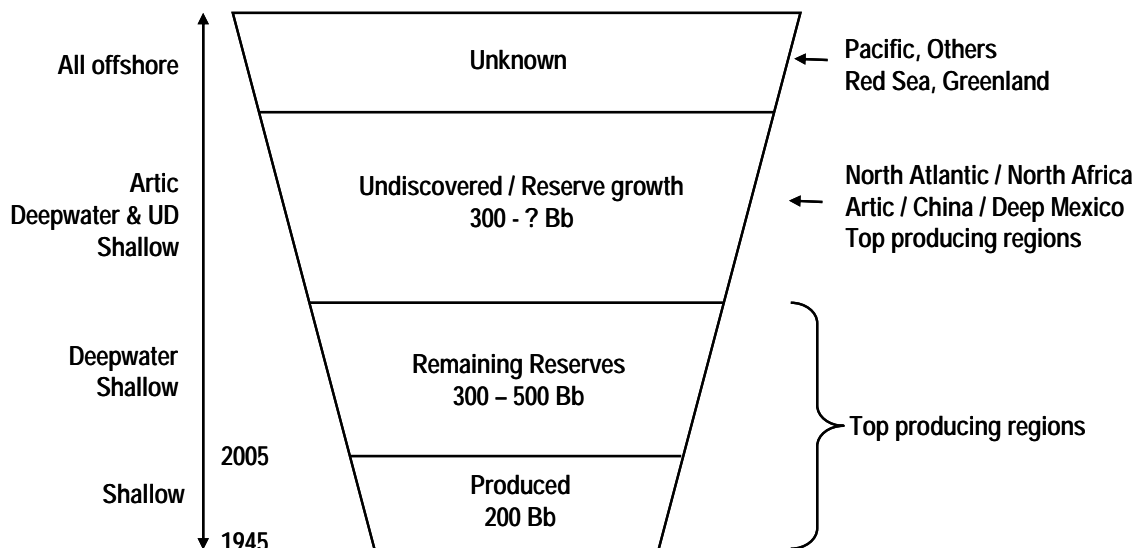 All offshore
Unknown
Pacific, Others
Red Sea, Greenland
Artic
Deepwater & UD
Shallow
Undiscovered / Reserve growth
300 - ? Bb
North Atlantic / North Africa
Artic / China / Deep Mexico
Top producing regions
Deepwater
Shallow
Remaining Reserves
300 – 500 Bb
Top producing regions
2005
Shallow
Produced
200 Bb
1945